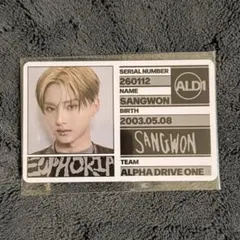 SERIAL NUMBER
260112
ALD1
NAME
SANGWON
BIRTH
2003.05.08
SANGWON
EUPHORIA
TEAM
ALPHA DRIVE ONE